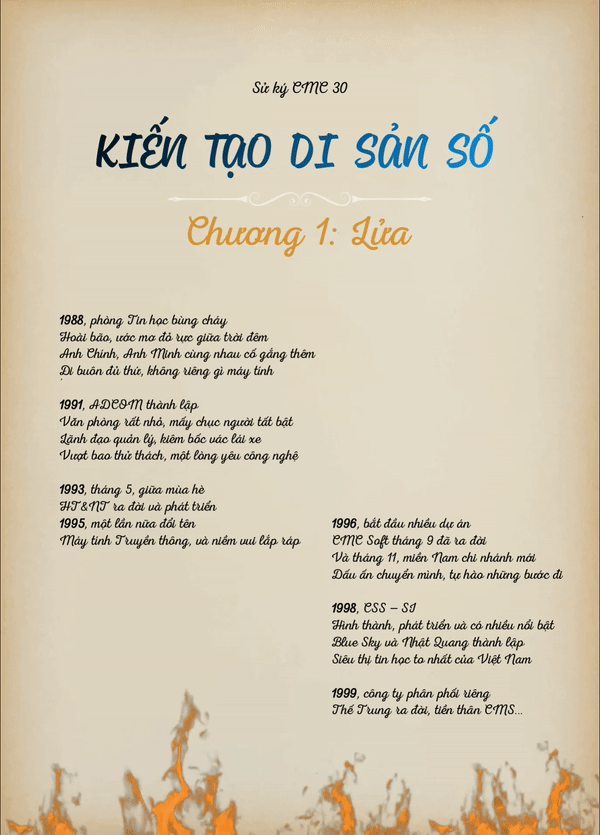 Sử ký CMC 30
KIẾN TẠO DI SẢN SỐ
Chương 1: Lửa
1988, phòng Tin học bùng cháy
Hoài bão, ước mơ đỏ rực giữa trời đêm
Anh Chính, Anh Minh cùng nhau cố gắng thêm
Đi buôn đủ thứ, không riêng gì máy tính
1991, ADCOM thành lập
Văn phòng rất nhỏ, mấy chục người tất bật
Lãnh đạo quản lý, kiêm bốc vác lái xe
Vượt bao thử thách, một lòng yêu công nghệ
1993, tháng 5, giữa mùa hè
HT&NT ra đời và phát triển
1995, một lần nữa đổi tên
Máy tính Truyền thông, và niềm vui lắp ráp
1996, bắt đầu nhiều dự án
CMC Soft tháng 9 đã ra đời
Và tháng 11, miền Nam chi nhánh mới
Dấu ấn chuyển mình, tự hào những bước đi
1998, CSS – SI
Hình thành, phát triển và có nhiều nổi bật
Blue Sky và Nhật Quang thành lập
Siêu thị tin học to nhất của Việt Nam
1999, công ty phân phối riêng
Thế Trung ra đời, tiền thân CMS...